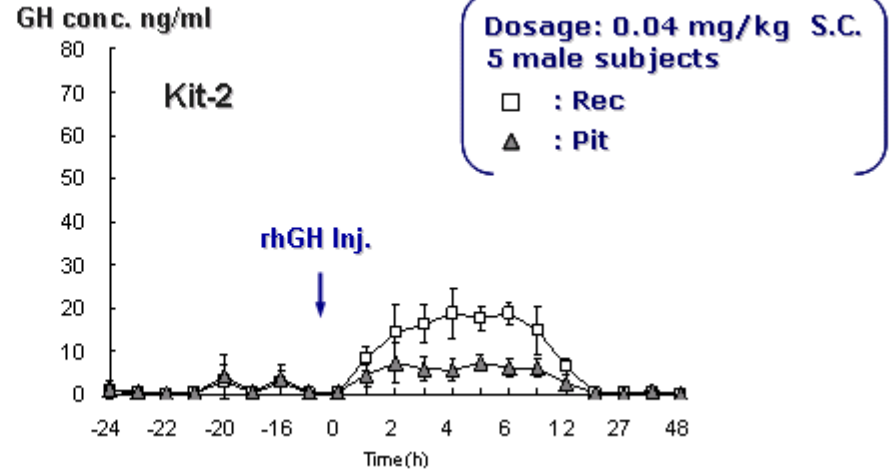 GH conc. ng/ml
Dosage: 0.04 mg/kg S.C.
5 male subjects
: Rec
: Pit
Kit-2
rhGH Inj.
80
70
60
50
40
30
20
10
0
-24 -22 -20 -16 0 2 4 6 12 27 48
Time(h)